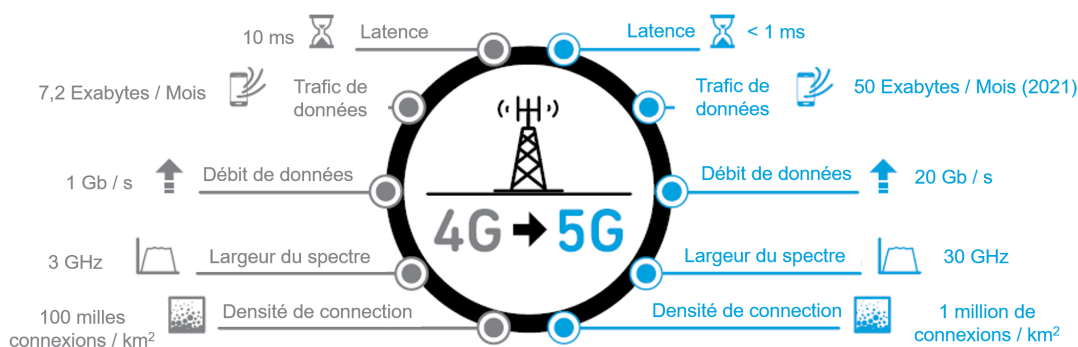 10 ms Latence
7,2 Exabytes / Mois Trafic de
données
1 Gb / s Débit de données
3 GHz Largeur du spectre
100 milles
connexions / km² Densité de connection
4G 5G
Latence < 1 ms
Trafic de
données 50 Exabytes / Mois (2021)
Débit de données 20 Gb / s
Largeur du spectre 30 GHz
Densité de connection 1 million de
connexions / km²